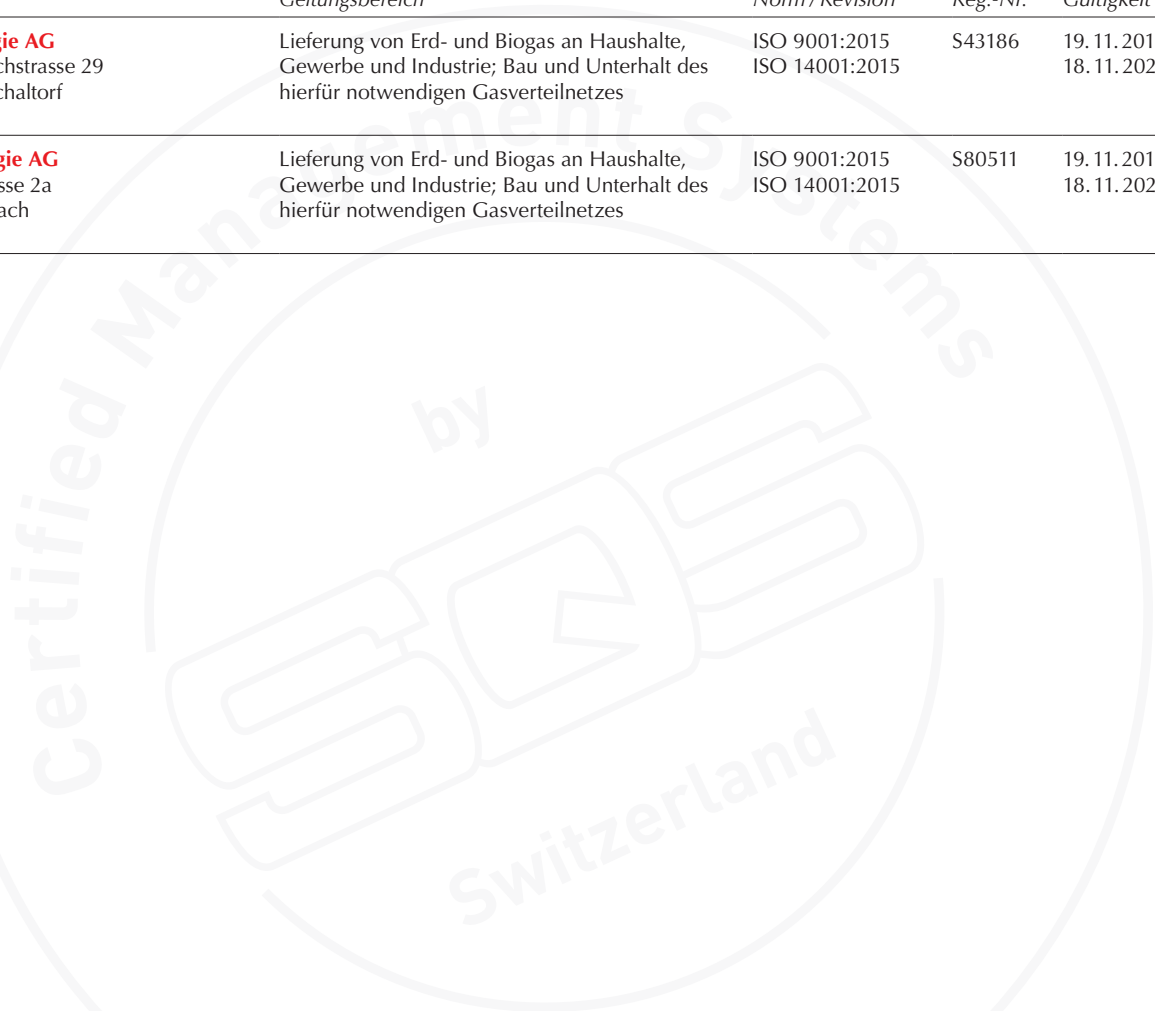 Geltungsbereich Norm / Revision Reg.-Nr. Gültigkeit
gie AG Lieferung von Erd- und Biogas an Haushalte, ISO 9001:2015 S43186 19. 11. 201
chstrasse 29 Gewerbe und Industrie; Bau und Unterhalt des ISO 14001:2015 18. 11. 202
chaltorf hierfür notwendigen Gasverteilnetzes
gie AG Lieferung von Erd- und Biogas an Haushalte, ISO 9001:2015 S80511 19. 11. 201
sse 2a Gewerbe und Industrie; Bau und Unterhalt des ISO 14001:2015 18. 11. 202
ach hierfür notwendigen Gasverteilnetzes
Certified Management Systems
by
SQS
Switzerland